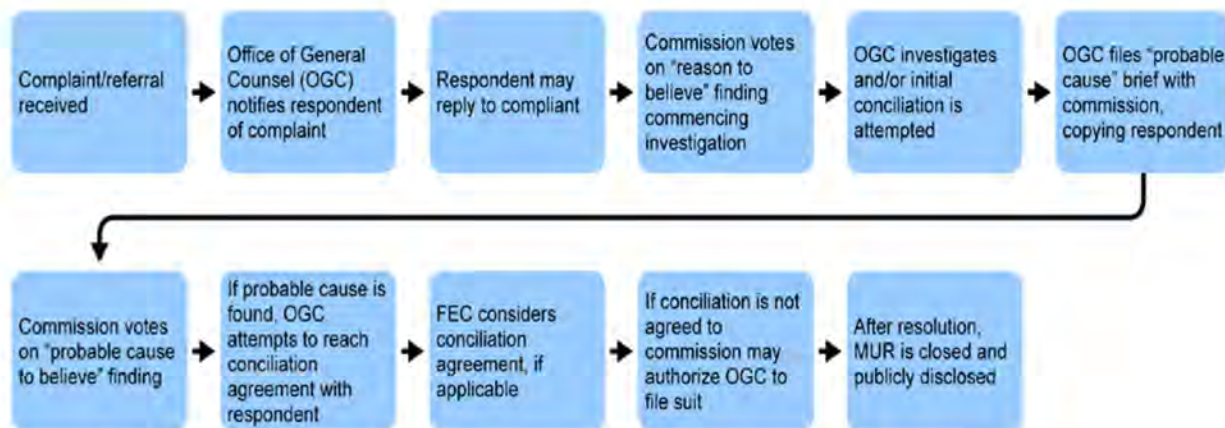 Complaint/referral
received
Office of General
Counsel (OGC)
notifies respondent
of complaint
Respondent may
reply to compliant
Commission votes
on “reason to
believe” finding
commencing
investigation
OGC investigates
and/or initial
conciliation is
attempted
OGC files “probable
cause” brief with
commission,
copying respondent
Commission votes
on “probable cause
to believe” finding
If probable cause is
found, OGC
attempts to reach
conciliation
agreement with
respondent
FEC considers
conciliation
agreement, if
applicable
If conciliation is not
agreed to
commission may
authorize OGC to
file suit
After resolution,
MUR is closed and
publicly disclosed